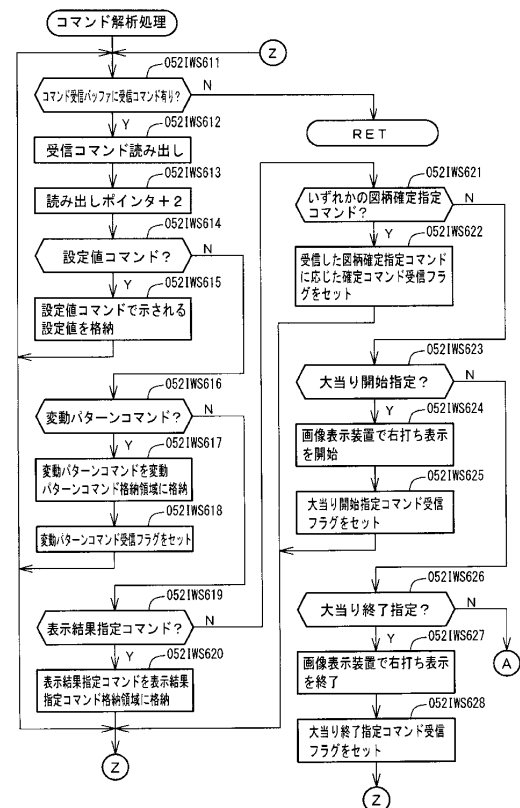 コマンド解析処理
Z
052IWS611
コマンド受信バッファに受信コマンド有り?
N
Y
052IWS612
受信コマンド読み出し
052IWS613
読み出しポインタ+2
052IWS614
設定値コマンド?
N
Y
052IWS615
設定値コマンドで示される
設定値を格納
052IWS616
変動パターンコマンド?
N
Y
052IWS617
変動パターンコマンドを変動
パターンコマンド格納領域に格納
052IWS618
変動パターンコマンド受信フラグをセット
052IWS619
表示結果指定コマンド?
N
Y
052IWS620
表示結果指定コマンドを表示結果
指定コマンド格納領域に格納
Z
RET
052IWS621
いずれかの図柄確定指定
コマンド?
N
Y
052IWS622
受信した図柄確定指定コマンド
に応じた確定コマンド受信フラ
グをセット
052IWS623
大当り開始指定?
N
Y
052IWS624
画像表示装置で右打ち表示
を開始
052IWS625
大当り開始指定コマンド受信
フラグをセット
052IWS626
大当り終了指定?
N
Y
052IWS627
A
画像表示装置で右打ち表示
を終了
052IWS628
大当り終了指定コマンド受信
フラグをセット
Z